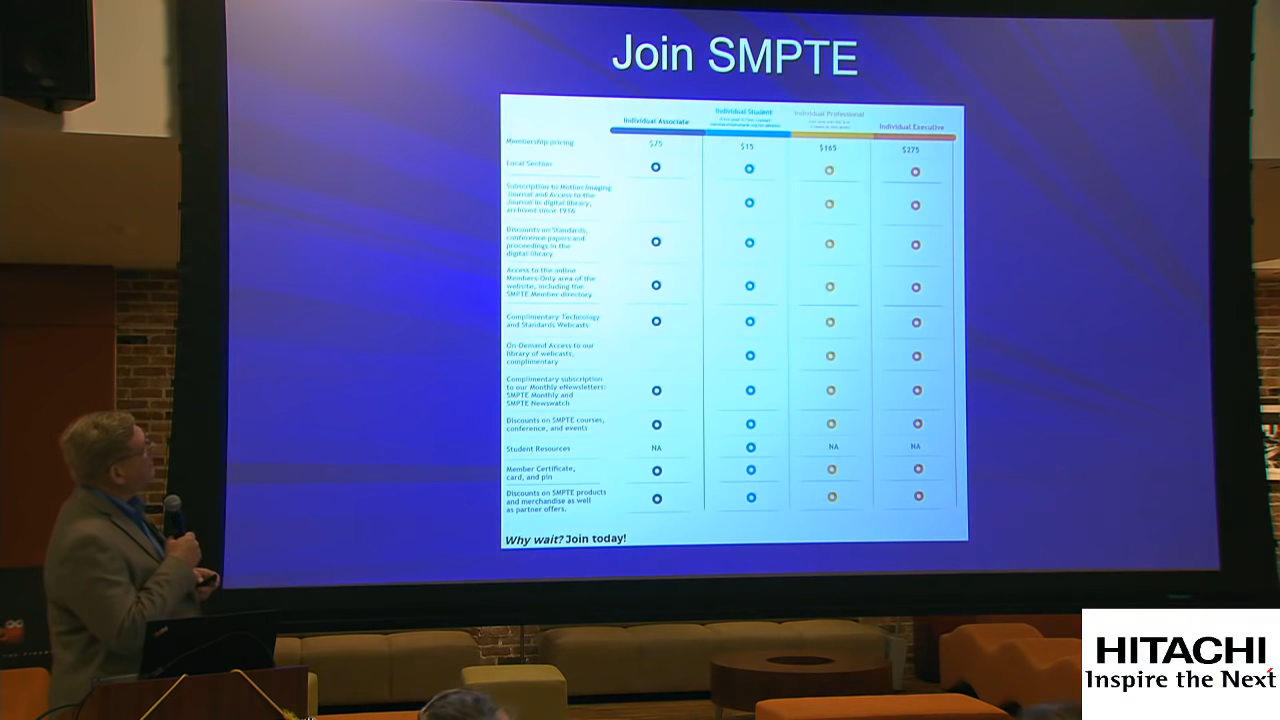 Join SMPTE
Individual Associate
Individual Student
Individual Professional
Individual Executive
Membership pricing
$75
$15
$165
$275
Local Section
Subscription to Motion Imaging
Journal and Access to the
Journal in digital library,
archived since 1916
Discounts on Standards,
conference papers and
proceedings in the
digital library
Access to the online
Members-Only area of the
website, including the
SMPTE Member directory
Complimentary Technology
and Standards Webcasts
On-Demand Access to our
library of webcasts,
complimentary
Complimentary subscription
to our Monthly eNewsletters:
SMPTE Monthly and
SMPTE Newswatch
Discounts on SMPTE courses,
conference, and events
Student Resources
NA
NA
NA
Member Certificate,
card, and pin
Discounts on SMPTE products
and merchandise as well
as partner offers.
Why wait? Join today!
HITACHI
Inspire the Next